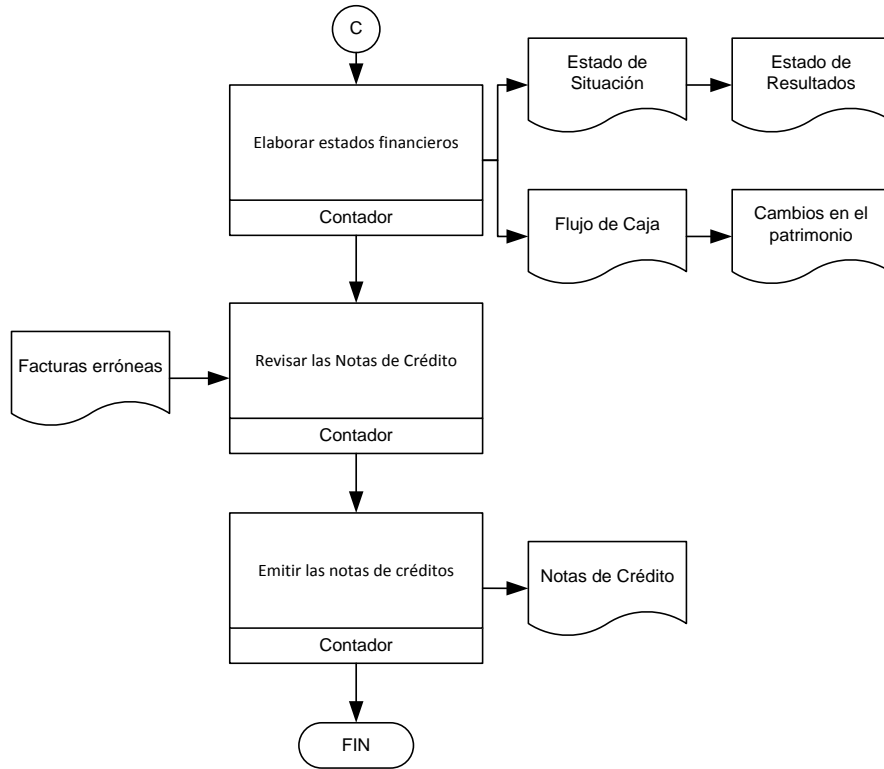 C
Elaborar estados financieros
Contador
Estado de
Situación
Estado de
Resultados
Flujo de Caja
Cambios en el
patrimonio
Facturas erróneas
Revisar las Notas de Crédito
Contador
Emitir las notas de créditos
Contador
Notas de Crédito
FIN